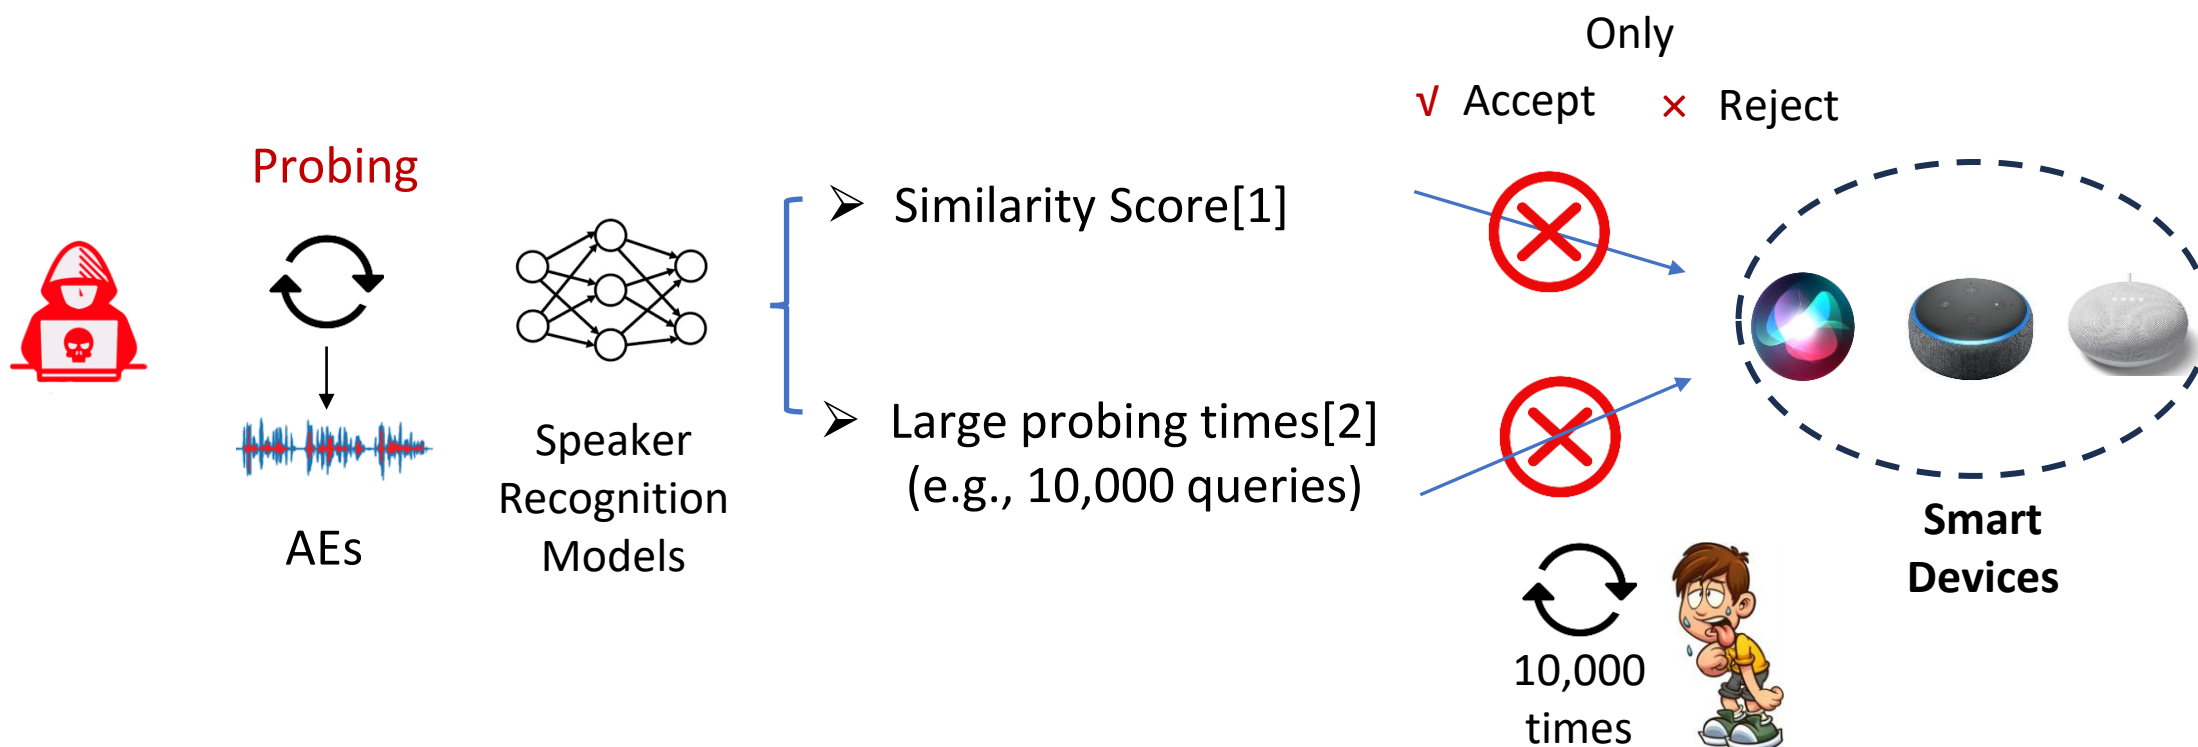 Only
√ Accept × Reject
Probing
Similarity Score[1]
Large probing times[2]
(e.g., 10,000 queries)
Speaker
Recognition
Models
AEs
Smart
Devices
10,000
times